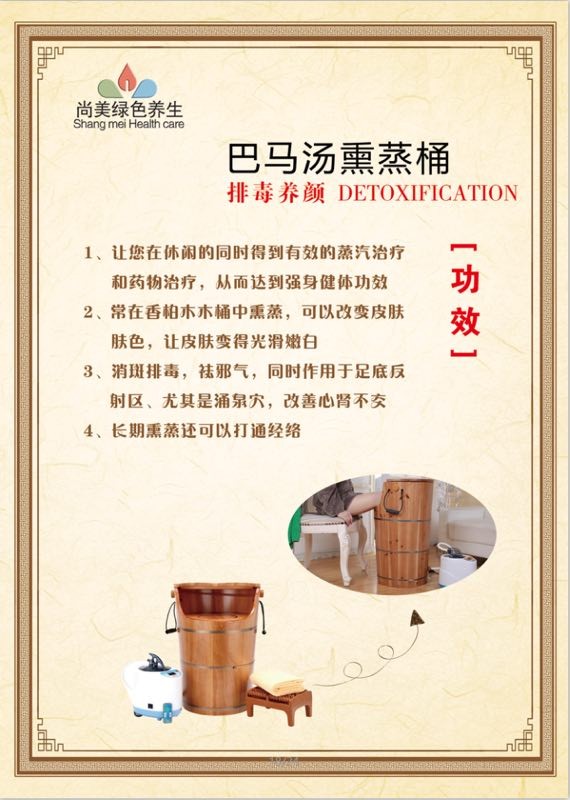 尚美绿色养生
Shang mei Health care
巴马汤熏蒸桶
排毒养颜 DETOXIFICATION
【功效】
1、让您在休闲的同时得到有效的蒸汽治疗
和药物治疗，从而达到强身健体功效
2、常在香柏木木桶中熏蒸，可以改变皮肤
肤色，让皮肤变得光滑嫩白
3、消斑排毒，祛邪气，同时作用于足底反
射区、尤其是涌泉穴，改善心肾不交
4、长期熏蒸还可以打通经络